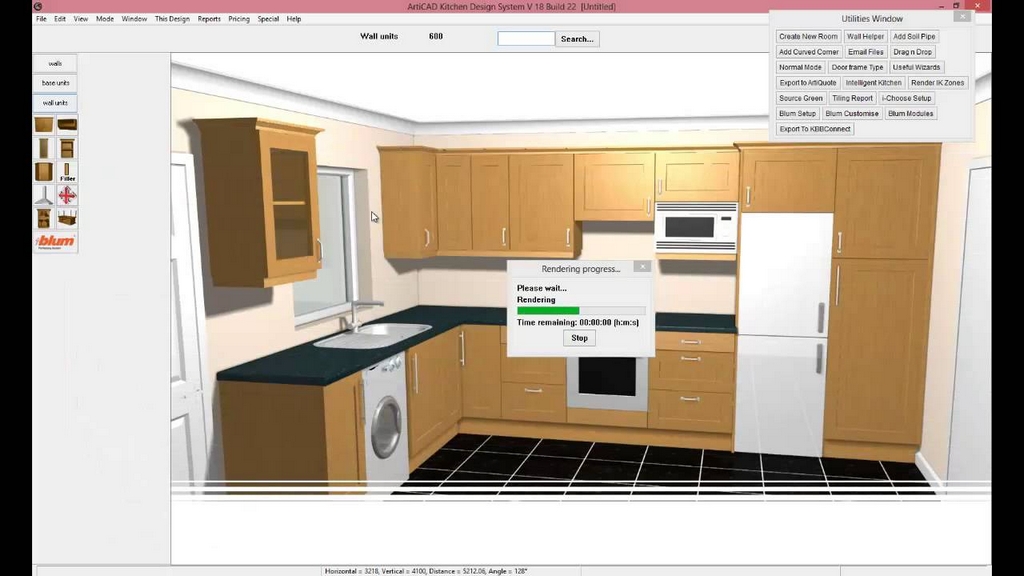 ArtiCAD Kitchen Design System V 18 Build 22 [Untitled]
File Edit View Mode Window This Design Reports Pricing Special Help
Wall units 600 Search...
Utilities Window
Create New Room Wall Helper Add Soil Pipe
Add Curved Corner Email Files Drag n Drop
Normal Mode Door frame Type Useful Wizards
Export to ArtiQuote Intelligent Kitchen Render IK Zones
Source Green Tiling Report i-Choose Setup
Blum Setup Blum Customise Blum Modules
Export To KBBConnect
walls
base units
wall units
Filler
blum
Rendering progress...
Please wait...
Rendering
Time remaining: 00:00:00 (h:m:s)
Stop
Horizontal = 3218, Vertical = 4100, Distance = 5212.06, Angle = 128°